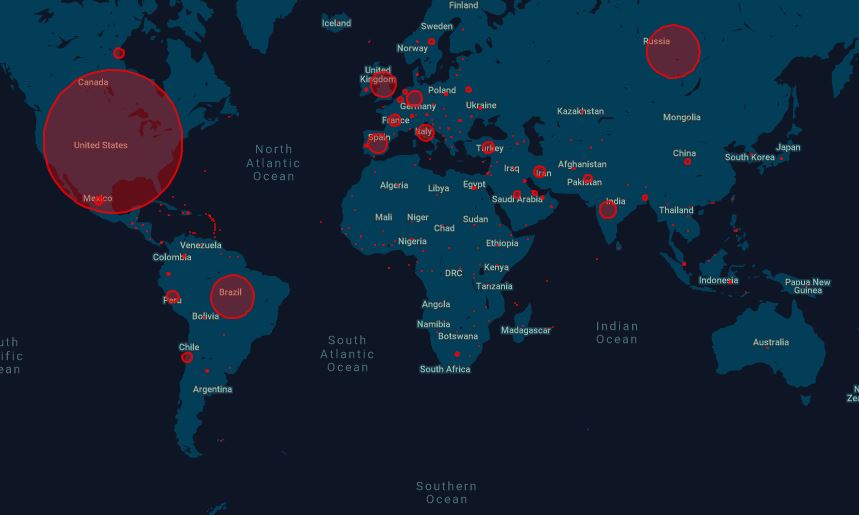 Finland
Iceland
Sweden
Russia
Norway
United
Kingdom
Canada
Poland
Germany
Ukraine
Kazakhstan
Mongolia
France
Spain
Italy
United States
North
Atlantic
Ocean
Turkey
Japan
China
South Korea
Afghanistan
Iraq
Iran
Pakistan
Algeria
Libya
Egypt
Mexico
Saudi Arabia
India
Thailand
Mali
Niger
Sudan
Chad
Venezuela
Nigeria
Ethiopia
Colombia
Kenya
DRC
Indonesia
Papua New
Guinea
Tanzania
Brazil
Peru
Angola
Bolivia
Namibia
Madagascar
Indian
Ocean
Botswana
South
Atlantic
Ocean
Chile
Australia
uth
ific
ean
South Africa
Argentina
N
Zea
Southern
Ocean